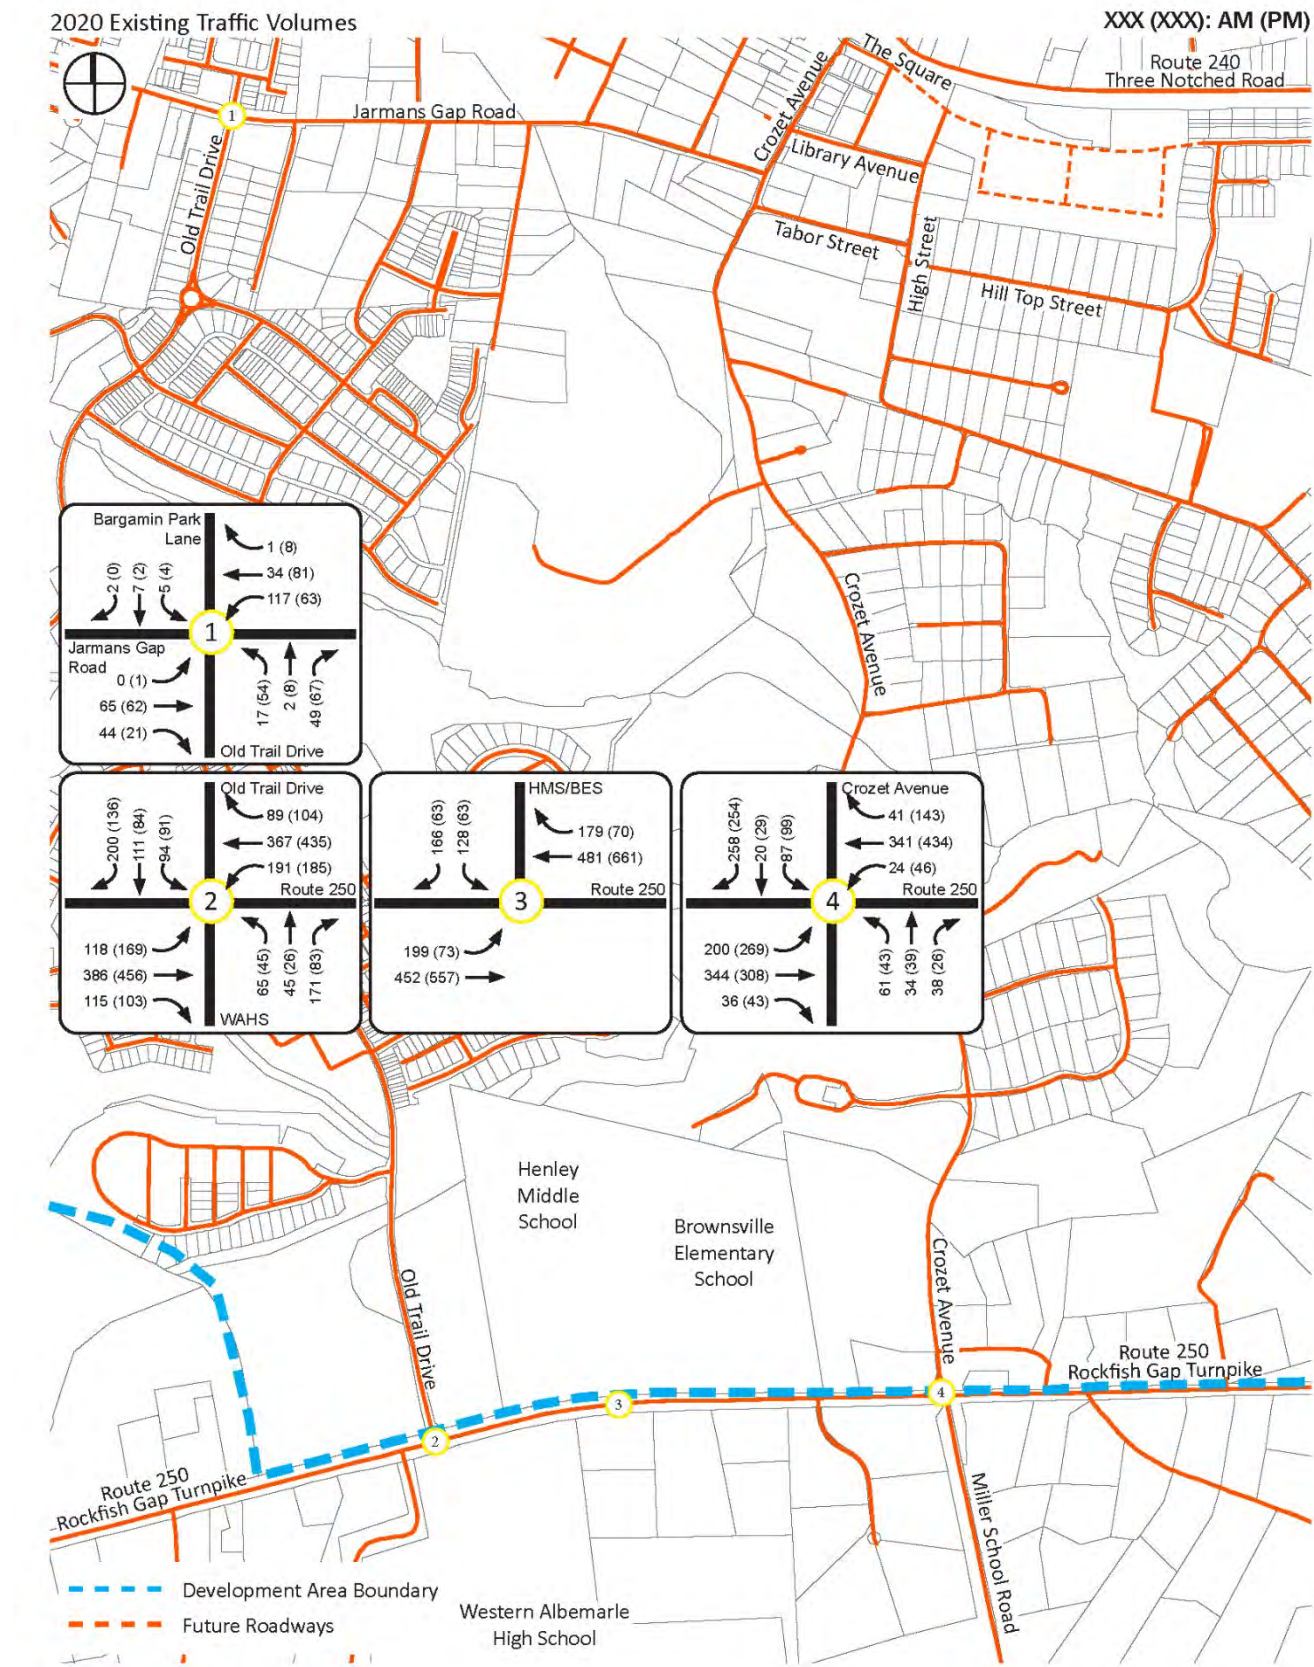 2020 Existing Traffic Volumes
XXX (XXX): AM (PM)
Route 240
Three Notched Road
The Square
Crozet Avenue
Jarmans Gap Road
1
Library Avenue
Old Trail Drive
Tabor Street
High Street
Hill Top Street
Crozet Avenue
Bargamin Park
Lane
2 (0)
7 (2)
5 (4)
1 (8)
34 (81)
117 (63)
1
Jarmans Gap
Road
0 (1)
65 (62)
44 (21)
17 (54)
2 (8)
49 (67)
Old Trail Drive
Old Trail Drive
200 (136)
111 (84)
94 (91)
89 (104)
367 (435)
191 (185)
Route 250
2
118 (169)
386 (456)
115 (103)
65 (45)
45 (26)
171 (83)
WAHS
HMS/BES
166 (63)
128 (63)
179 (70)
481 (661)
Route 250
3
199 (73)
452 (557)
Crozet Avenue
258 (254)
20 (29)
87 (99)
41 (143)
341 (434)
24 (46)
Route 250
4
200 (269)
344 (308)
36 (43)
61 (43)
34 (39)
38 (26)
Henley
Middle
School
Brownsville
Elementary
School
Old Trail Drive
Crozet Avenue
Route 250
Rockfish Gap Turnpike
4
3
2
Route 250
Rockfish Gap Turnpike
Miller School Road
Development Area Boundary
Future Roadways
Western Albemarle
High School